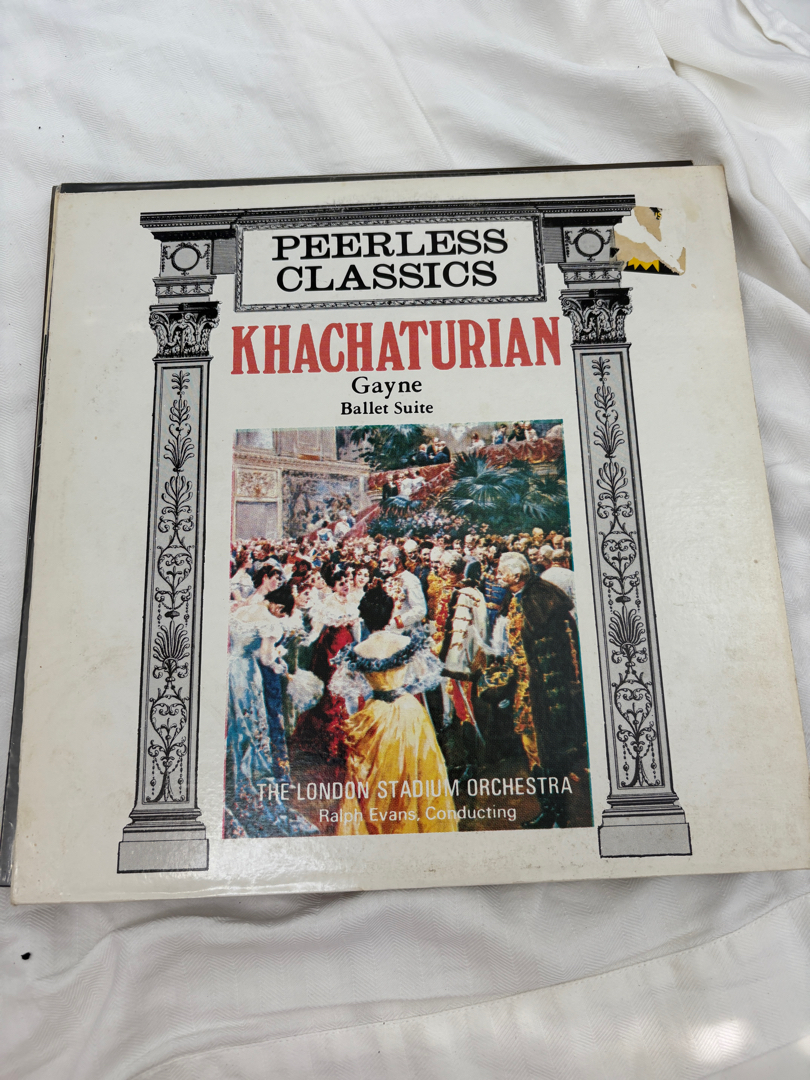 PEERLESS
CLASSICS
KHACHATURIAN
Gayne
Ballet Suite
THE LONDON STADIUM ORCHESTRA
Ralph Evans, Conducting